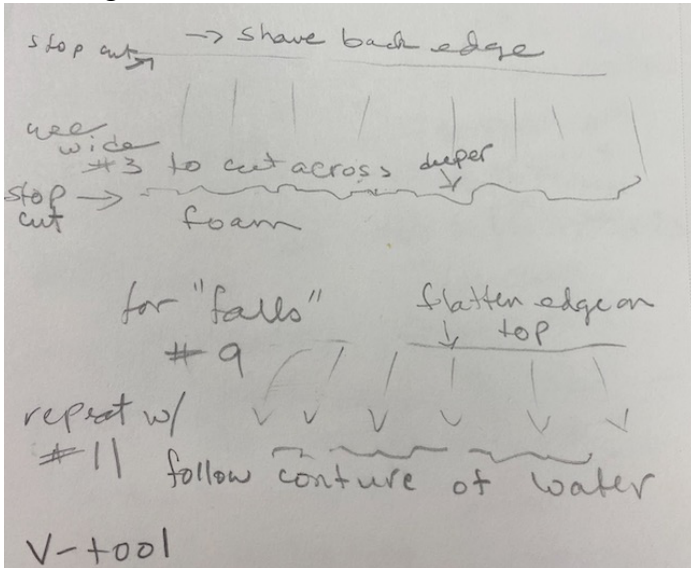 stop cut → shave back edge
use
wide
#3 to cut across deeper
stop
cut → foam
for "falls" flatten edge on
#9 top
repeat w/
#11 follow conture of water
V-tool